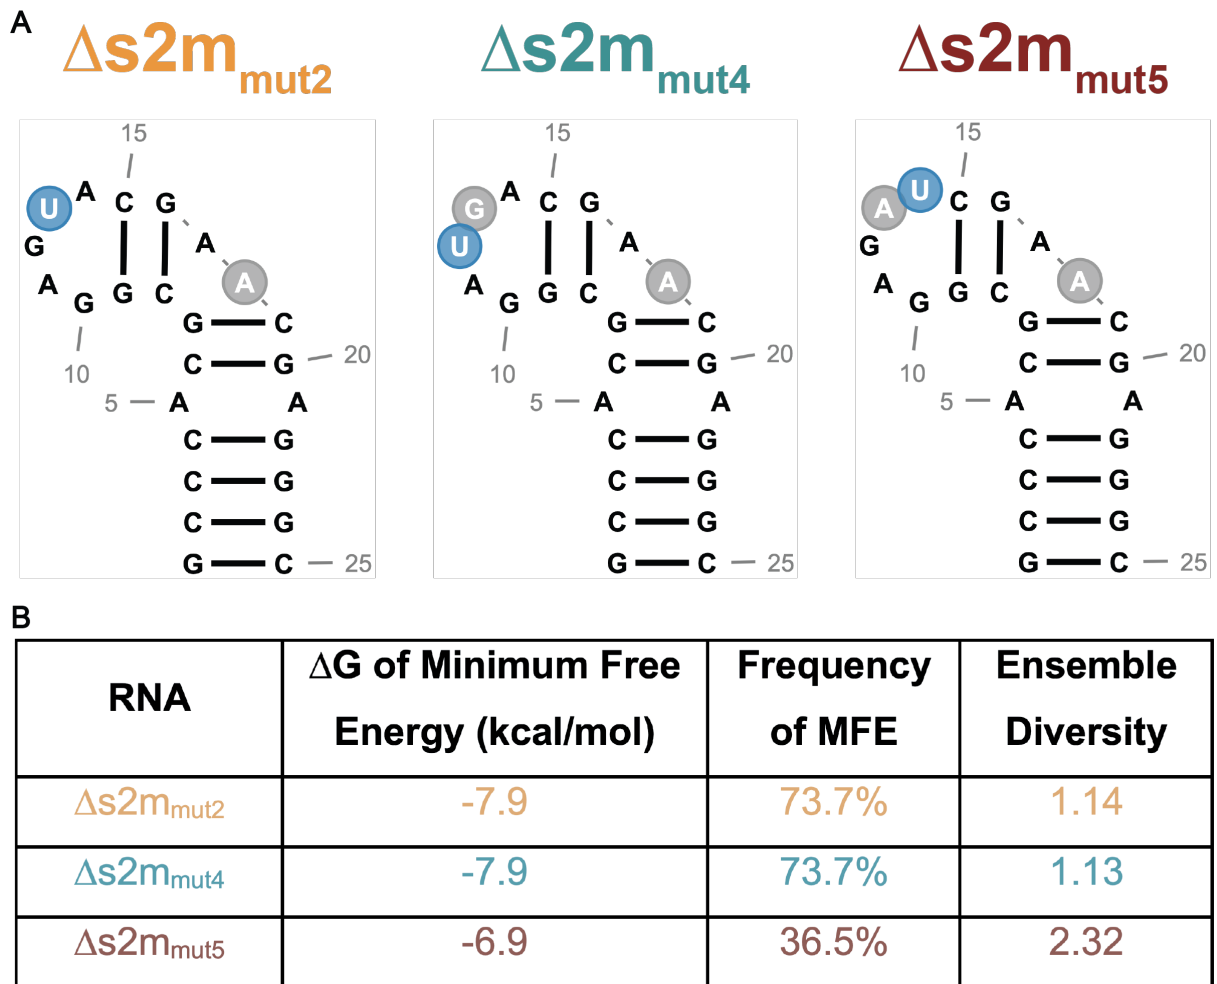 A
Δs2mmut2 Δs2mmut4 Δs2mmut5
15 15 15
U A C G G A C G A U C G
G A U A G A
A G G C A A G G C A A G G C A
G C G C G C
10 C G 20 10 C G 20 10 C G 20
5 A A 5 A A 5 A A
C G C G C G
C G C G C G
C G C G C G
G C 25 G C 25 G C 25
B
RNA ΔG of Minimum Free Energy (kcal/mol) Frequency of MFE Ensemble Diversity
Δs2mmut2 -7.9 73.7% 1.14
Δs2mmut4 -7.9 73.7% 1.13
Δs2mmut5 -6.9 36.5% 2.32